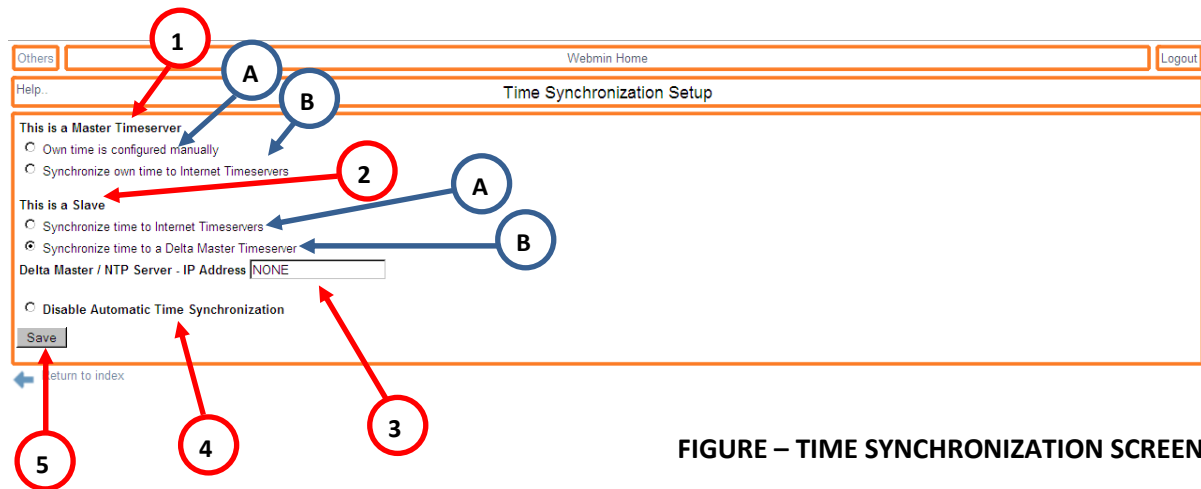 1
Others Webmin Home Logout
A
Help.. Time Synchronization Setup
B
This is a Master Timeserver
Own time is configured manually
Synchronize own time to Internet Timeservers
2
A
This is a Slave
Synchronize time to Internet Timeservers
Synchronize time to a Delta Master Timeserver
B
Delta Master / NTP Server - IP Address NONE
Disable Automatic Time Synchronization
Save
Return to index
3
4
FIGURE – TIME SYNCHRONIZATION SCREEN
5